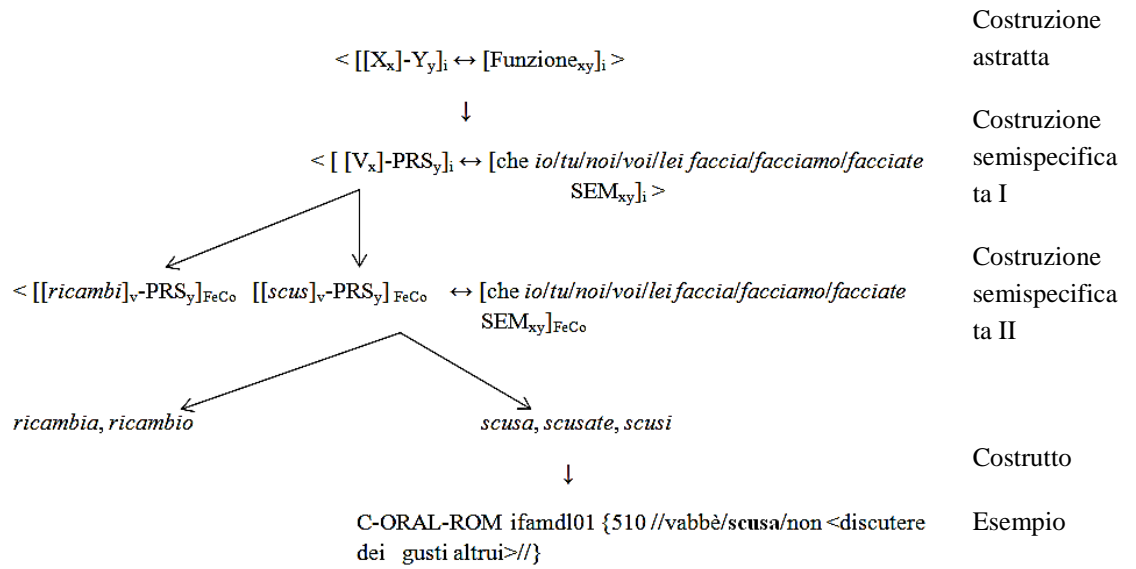 Costruzione
astratta
< [[Xx]-Yy]i ↔ [Funzionexy]i >
↓
Costruzione
semispecifica
ta I
< [ [Vx]-PRSy]i ↔ [che io/tu/noi/voi/lei faccia/facciamo/facciate
SEMxy]i >
Costruzione
semispecifica
ta II
< [[ricambi]v-PRSy]FeCo [[scus]v-PRSy] FeCo ↔ [che io/tu/noi/voi/lei faccia/facciamo/facciate
SEMxy]FeCo
ricambia, ricambio scusa, scusate, scusi
Costrutto
↓
C-ORAL-ROM ifamdl01 {510 //vabbè/scusa/non <discutere
dei gusti altrui>//}
Esempio